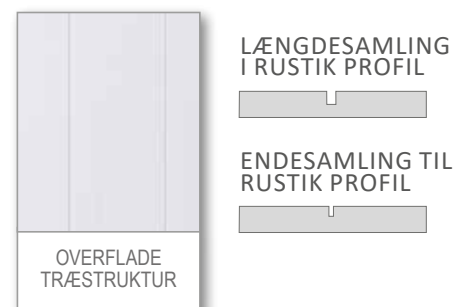 LÆNGDESAMLING
I RUSTIK PROFIL
ENDESAMLING TIL
RUSTIK PROFIL
OVERFLADE
TRÆSTRUKTUR